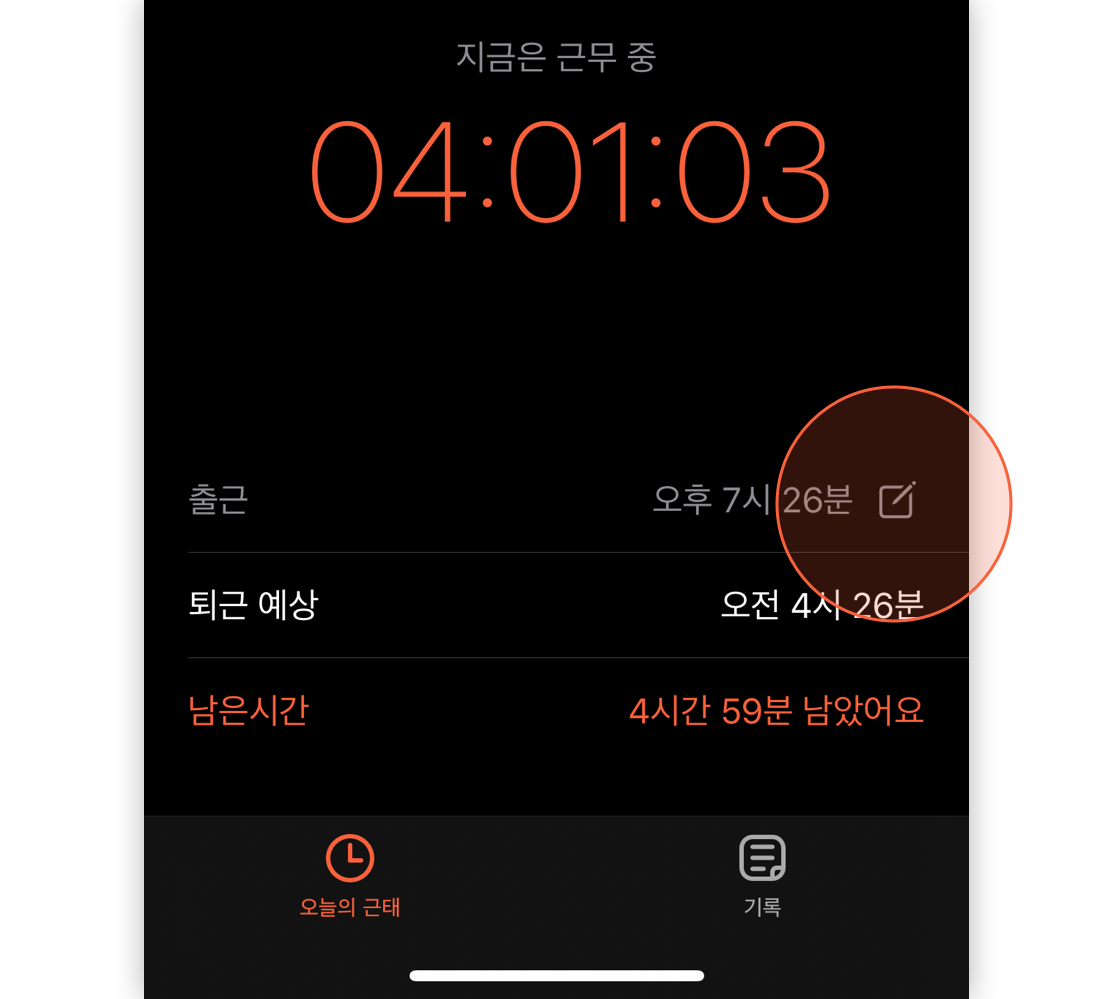 지금은 근무 중
04:01:03
출근 오후 7시 26분
퇴근 예상 오전 4시 26분
남은시간 4시간 59분 남았어요
오늘의 근태 기록